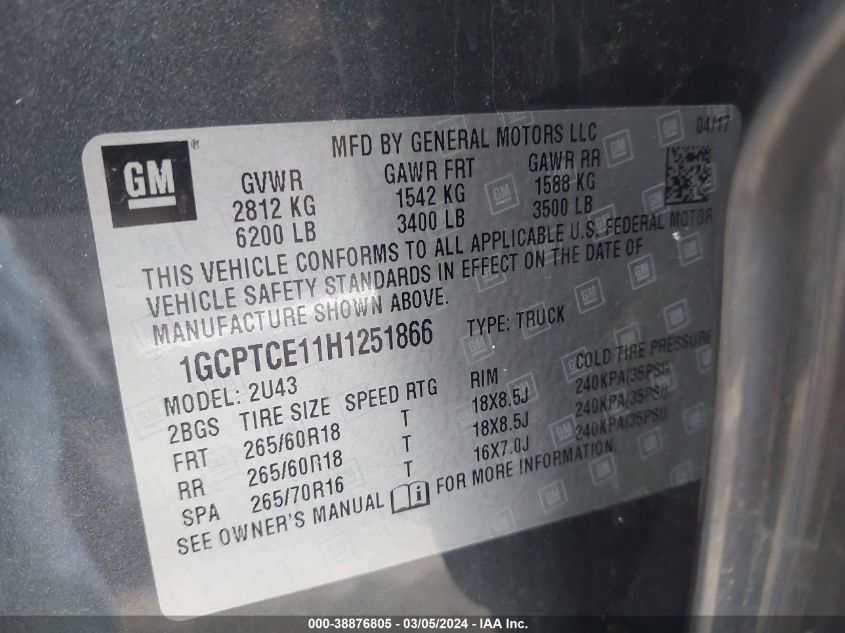 MFD BY GENERAL MOTORS LLC 04/17
GM ®
GVWR GAWR FRT GAWR RR
2812 KG 1542 KG 1588 KG
6200 LB 3400 LB 3500 LB
THIS VEHICLE CONFORMS TO ALL APPLICABLE U.S. FEDERAL MOTOR
VEHICLE SAFETY STANDARDS IN EFFECT ON THE DATE OF
MANUFACTURE SHOWN ABOVE.
1GCPTCE11H1251866 TYPE: TRUCK
MODEL: 2U43
2BGS TIRE SIZE SPEED RTG RIM COLD TIRE PRESSURE
FRT 265/60R18 T 18X8.5J 240KPA(35PSI)
RR 265/60R18 T 18X8.5J 240KPA(35PSI)
SPA 265/70R16 T 16X7.0J 240KPA(35PSI)
SEE OWNER'S MANUAL FOR MORE INFORMATION
000-38876805 - 03/05/2024 - IAA Inc.